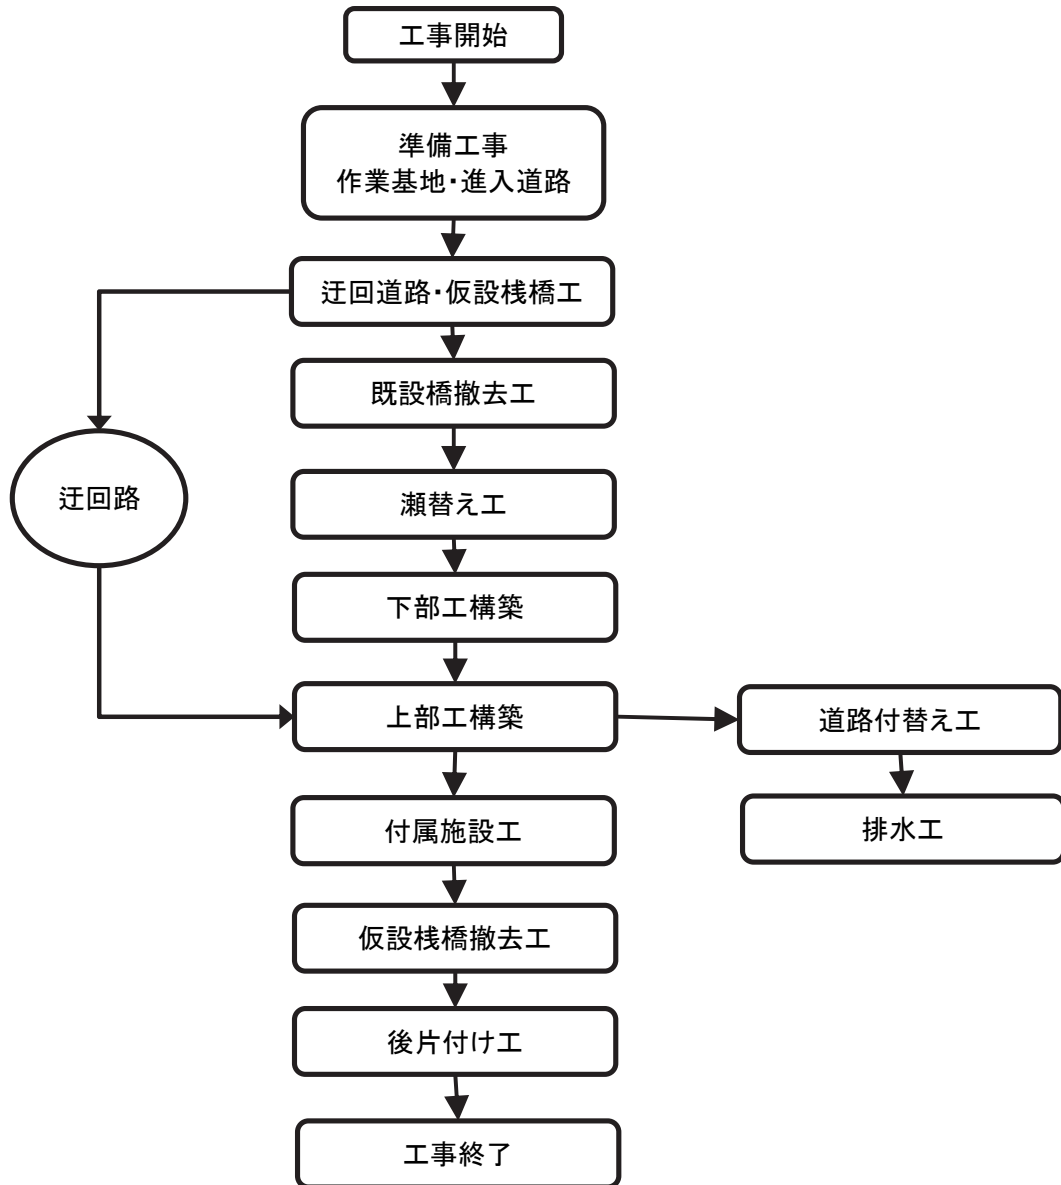 工事開始
準備工事
作業基地・進入道路
迂回道路・仮設桟橋工
既設橋撤去工
迂回路
瀬替え工
下部工構築
上部工構築
道路付替え工
付属施設工
排水工
仮設桟橋撤去工
後片付け工
工事終了